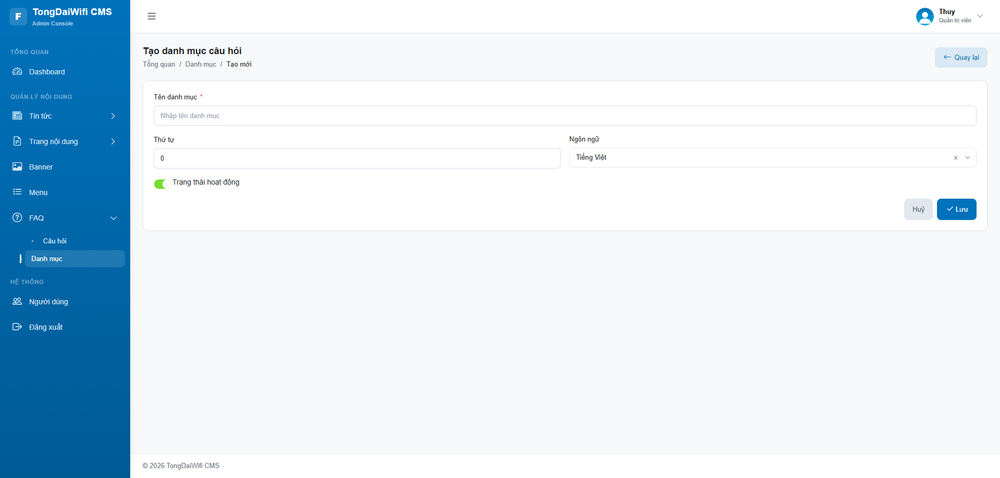 F
TongDaiWifi CMS
Admin Console
TỔNG QUAN
Dashboard
QUẢN LÝ NỘI DUNG
Tin tức
Trang nội dung
Banner
Menu
FAQ
Câu hỏi
Danh mục
HỆ THỐNG
Người dùng
Đăng xuất
Thuy
Quản trị viên
Tạo danh mục câu hỏi
Tổng quan / Danh mục / Tạo mới
Quay lại
Tên danh mục *
Nhập tên danh mục
Thứ tự
0
Ngôn ngữ
Tiếng Việt
x
Trạng thái hoạt động
Huỷ
Lưu
© 2026 TongDaiWifi CMS